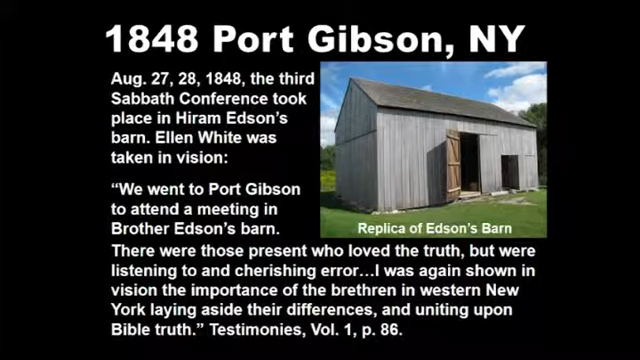 1848 Port Gibson, NY
Aug. 27, 28, 1848, the third
Sabbath Conference took
place in Hiram Edson's
barn. Ellen White was
taken in vision:
"We went to Port Gibson
to attend a meeting in
Brother Edson's barn.
Replica of Edson's Barn
There were those present who loved the truth, but were
listening to and cherishing error…I was again shown in
vision the importance of the brethren in western New
York laying aside their differences, and uniting upon
Bible truth." Testimonies, Vol. 1, p. 86.